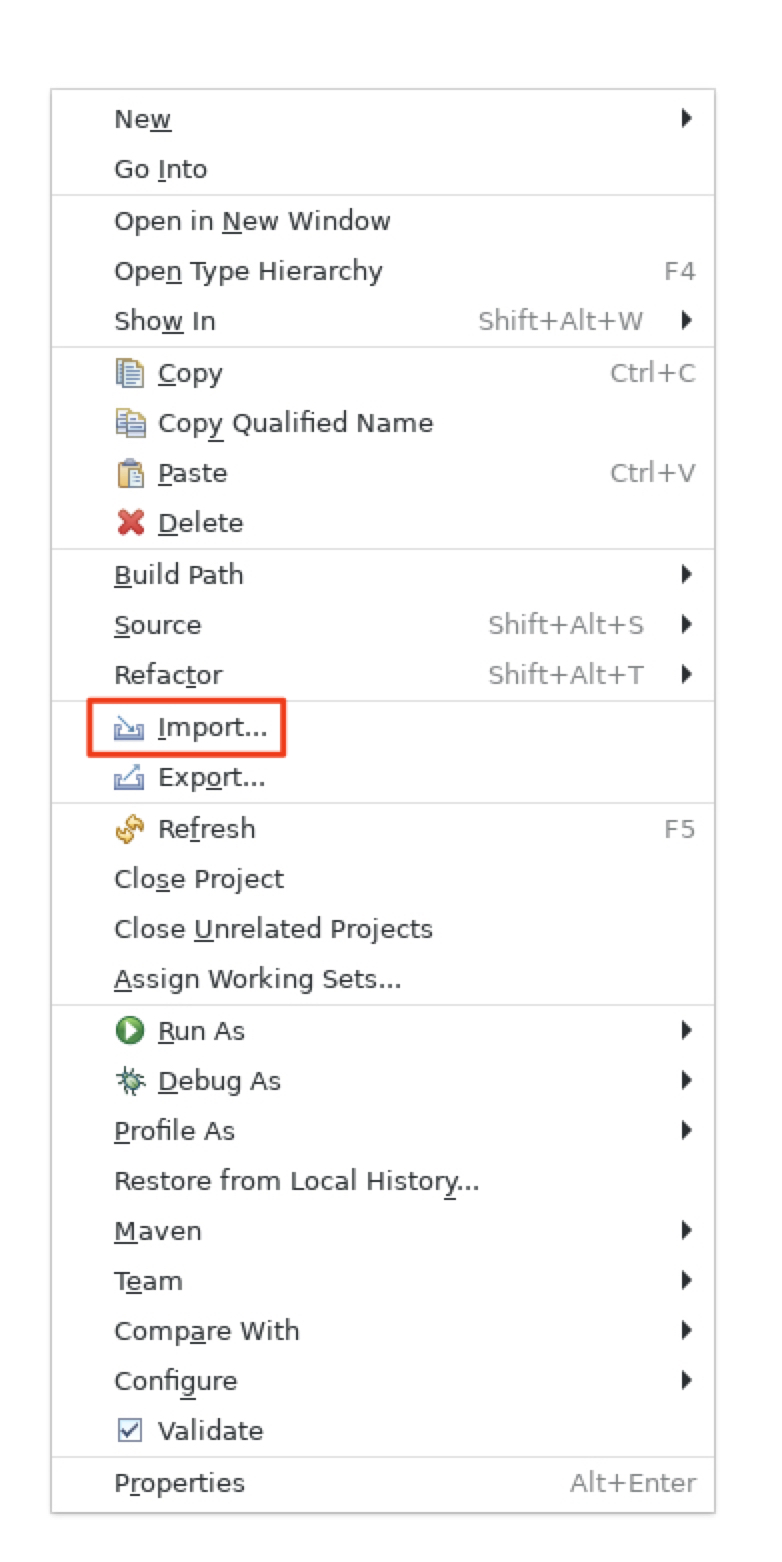 New
Go Into
Open in New Window
Open Type Hierarchy F4
Show In Shift+Alt+W
Copy Ctrl+C
Copy Qualified Name
Paste Ctrl+V
Delete
Build Path
Source Shift+Alt+S
Refactor Shift+Alt+T
Import...
Export...
Refresh F5
Close Project
Close Unrelated Projects
Assign Working Sets...
Run As
Debug As
Profile As
Restore from Local History...
Maven
Team
Compare With
Configure
Validate
Properties Alt+Enter